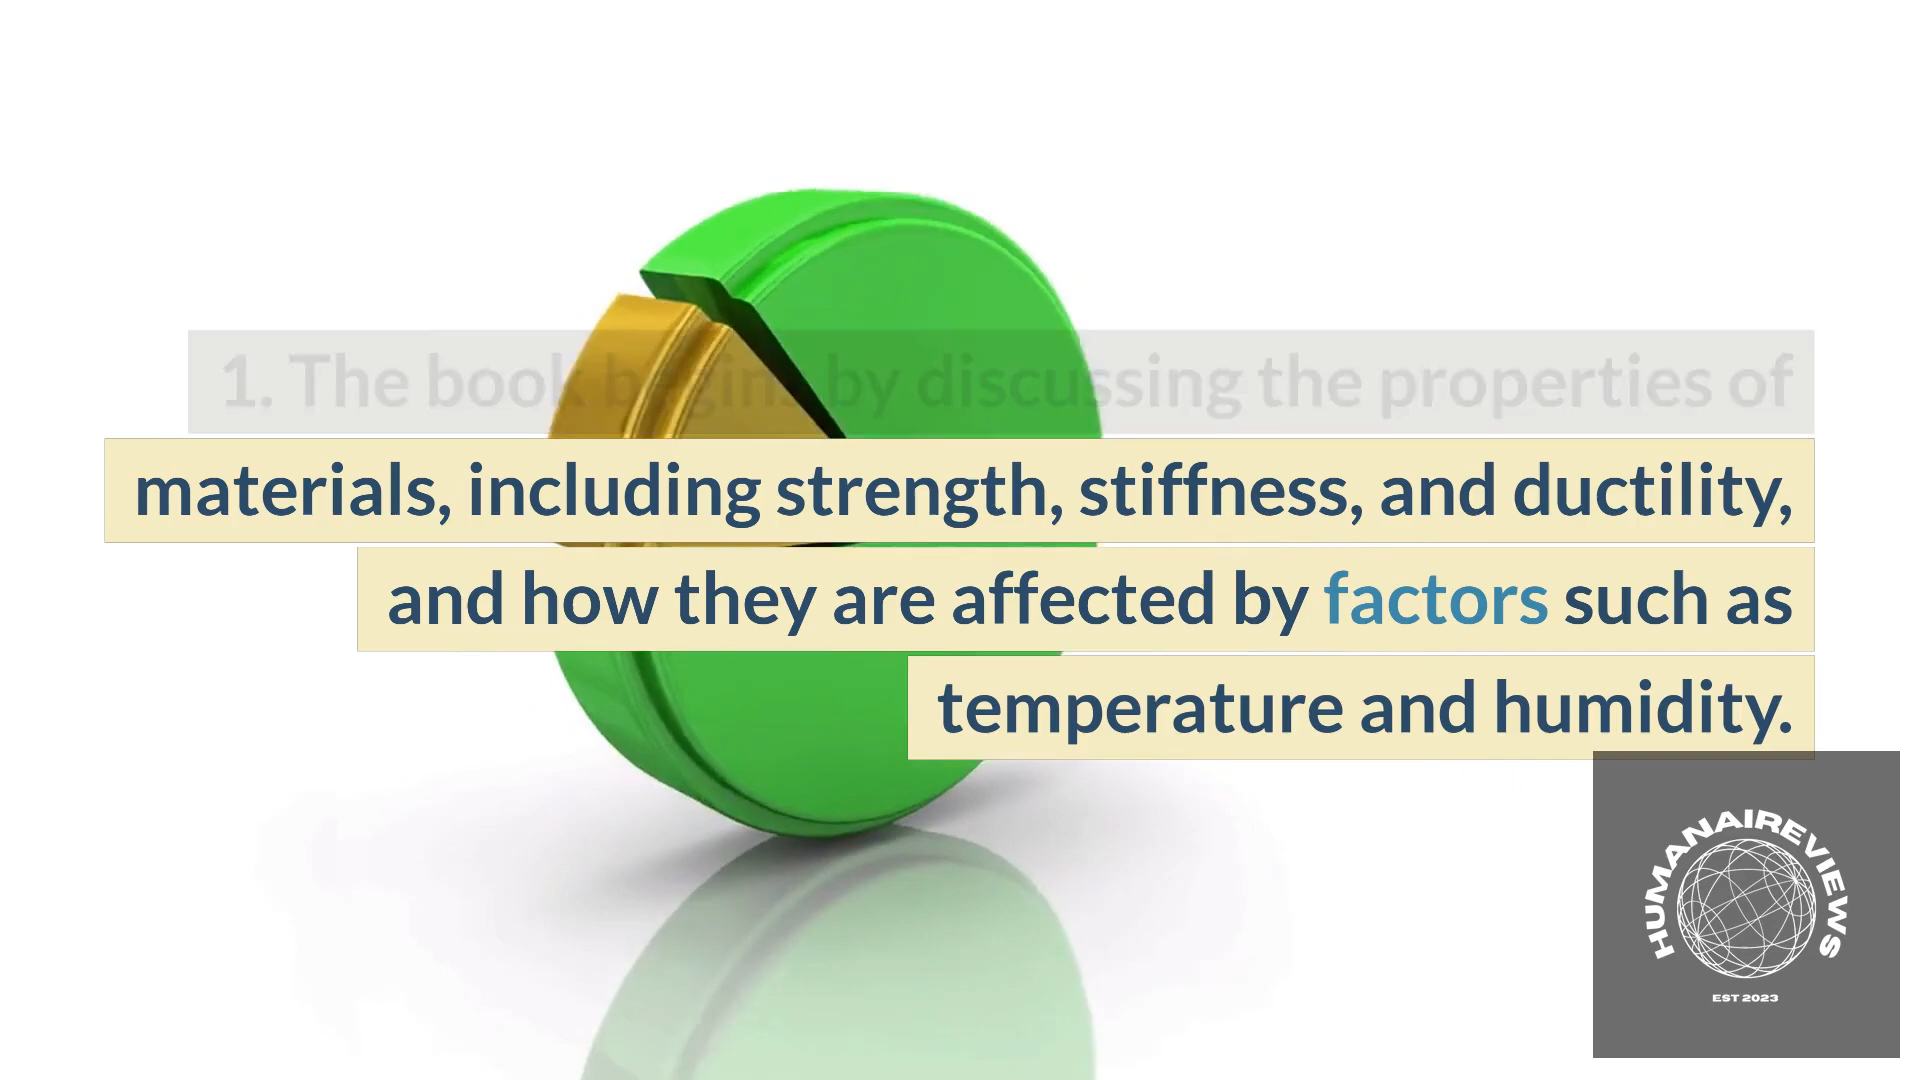 1. The book begins by discussing the properties of
materials, including strength, stiffness, and ductility,
and how they are affected by factors such as
temperature and humidity.
HUMANAIREVIEWS
EST 2023